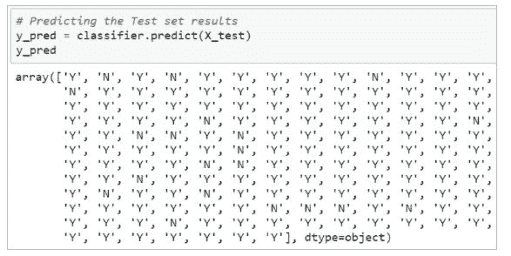 # Predicting the Test set results
y_pred = classifier.predict(X_test)
y_pred
array(['Y', 'N', 'Y', 'N', 'Y', 'Y', 'Y', 'Y', 'Y', 'N', 'Y', 'Y', 'Y',
'N', 'Y', 'Y', 'Y', 'Y', 'Y', 'Y', 'Y', 'Y', 'Y', 'Y', 'Y', 'Y',
'Y', 'Y', 'Y', 'Y', 'Y', 'Y', 'Y', 'Y', 'Y', 'Y', 'Y', 'Y', 'Y',
'Y', 'Y', 'Y', 'Y', 'N', 'Y', 'Y', 'Y', 'Y', 'Y', 'Y', 'Y', 'N',
'Y', 'Y', 'N', 'N', 'Y', 'N', 'Y', 'Y', 'Y', 'Y', 'Y', 'Y', 'Y',
'Y', 'Y', 'Y', 'Y', 'Y', 'N', 'Y', 'Y', 'Y', 'Y', 'Y', 'Y', 'Y',
'Y', 'Y', 'Y', 'Y', 'N', 'N', 'Y', 'Y', 'Y', 'Y', 'Y', 'Y', 'Y',
'Y', 'Y', 'N', 'Y', 'Y', 'Y', 'Y', 'Y', 'Y', 'Y', 'Y', 'Y', 'Y',
'Y', 'N', 'Y', 'Y', 'N', 'Y', 'Y', 'Y', 'Y', 'Y', 'Y', 'Y', 'Y',
'Y', 'Y', 'Y', 'Y', 'Y', 'Y', 'N', 'N', 'N', 'Y', 'N', 'Y', 'Y',
'Y', 'Y', 'Y', 'N', 'Y', 'Y', 'Y', 'Y', 'Y', 'Y', 'Y', 'Y', 'Y',
'Y', 'Y', 'Y', 'Y', 'Y', 'Y', 'Y'], dtype=object)